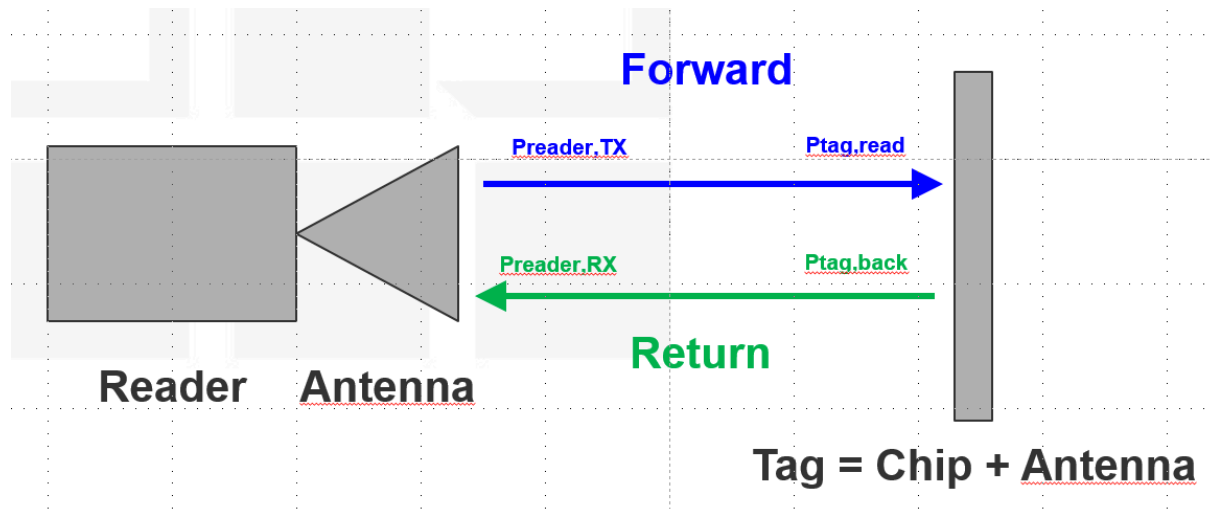 Forward
Preader,TX
Ptag,read
Preader,RX
Ptag,back
Return
Reader
Antenna
Tag = Chip + Antenna